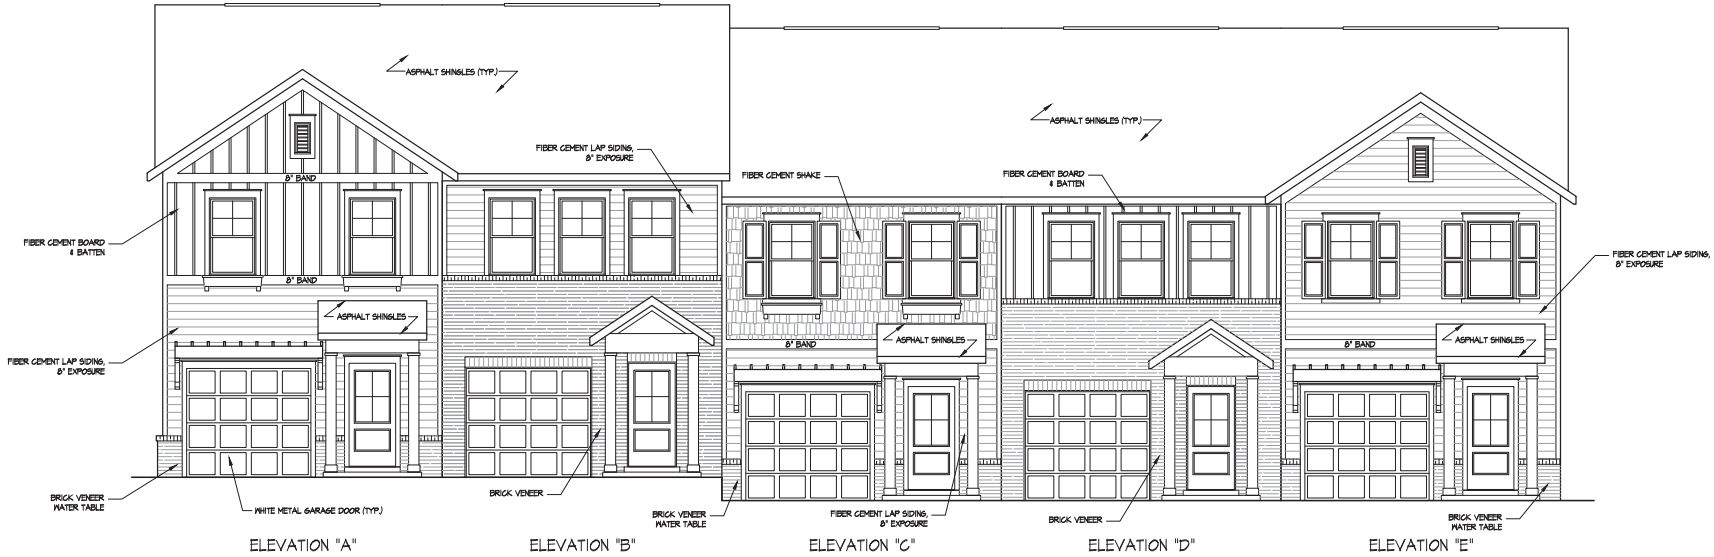 ASPHALT SHINGLES (TYP.)
ASPHALT SHINGLES (TYP.)
FIBER CEMENT LAP SIDING,
8" EXPOSURE
FIBER CEMENT SHAKE
FIBER CEMENT BOARD
& BATTEN
8" BAND
FIBER CEMENT BOARD
& BATTEN
FIBER CEMENT LAP SIDING,
8" EXPOSURE
8" BAND
ASPHALT SHINGLES
ASPHALT SHINGLES
ASPHALT SHINGLES
8" BAND
8" BAND
FIBER CEMENT LAP SIDING,
8" EXPOSURE
BRICK VENEER
WATER TABLE
WHITE METAL GARAGE DOOR (TYP.)
BRICK VENEER
BRICK VENEER
WATER TABLE
FIBER CEMENT LAP SIDING,
8" EXPOSURE
BRICK VENEER
BRICK VENEER
WATER TABLE
ELEVATION "A"
ELEVATION "B"
ELEVATION "C"
ELEVATION "D"
ELEVATION "E"